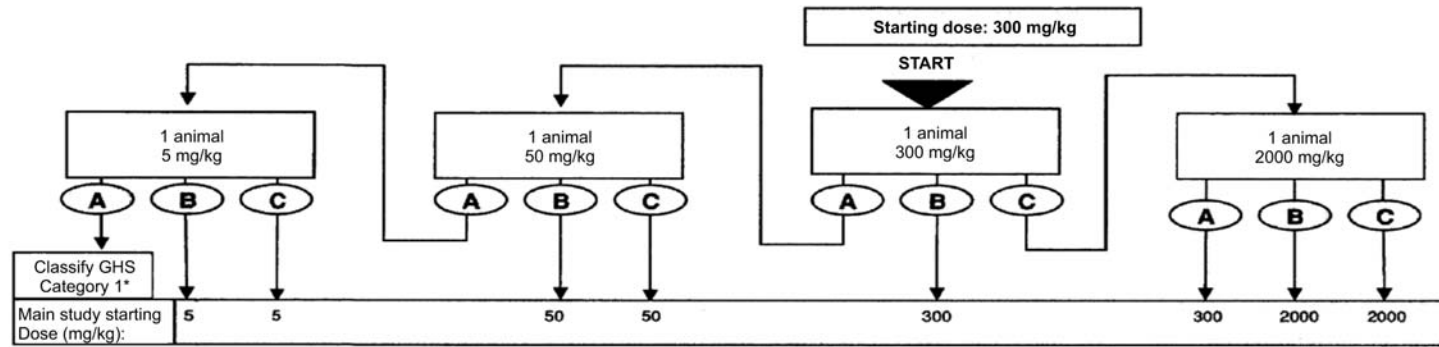 Starting dose: 300 mg/kg
START
1 animal
5 mg/kg
1 animal
50 mg/kg
1 animal
300 mg/kg
1 animal
2000 mg/kg
A B C
A B C
A B C
A B C
Classify GHS
Category 1*
Main study starting
Dose (mg/kg):
5 5 50 50 300 300 2000 2000